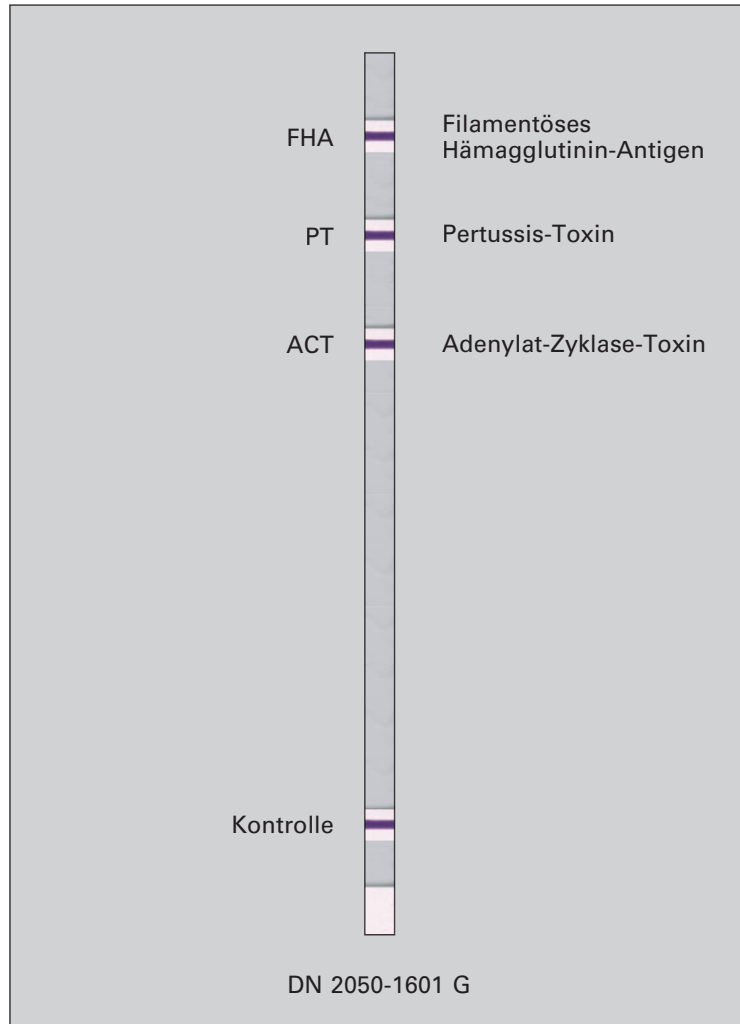 FHA
Filamentöses
Hämagglutinin-Antigen
PT
Pertussis-Toxin
ACT
Adenylat-Zyklase-Toxin
Kontrolle
DN 2050-1601 G